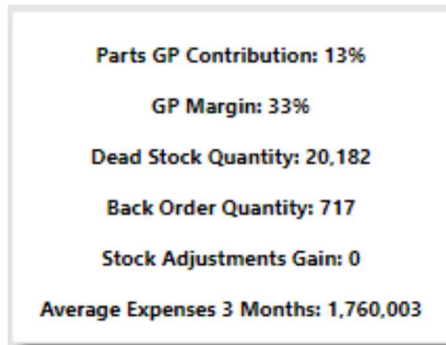 Parts GP Contribution: 13%
GP Margin: 33%
Dead Stock Quantity: 20,182
Back Order Quantity: 717
Stock Adjustments Gain: 0
Average Expenses 3 Months: 1,760,003